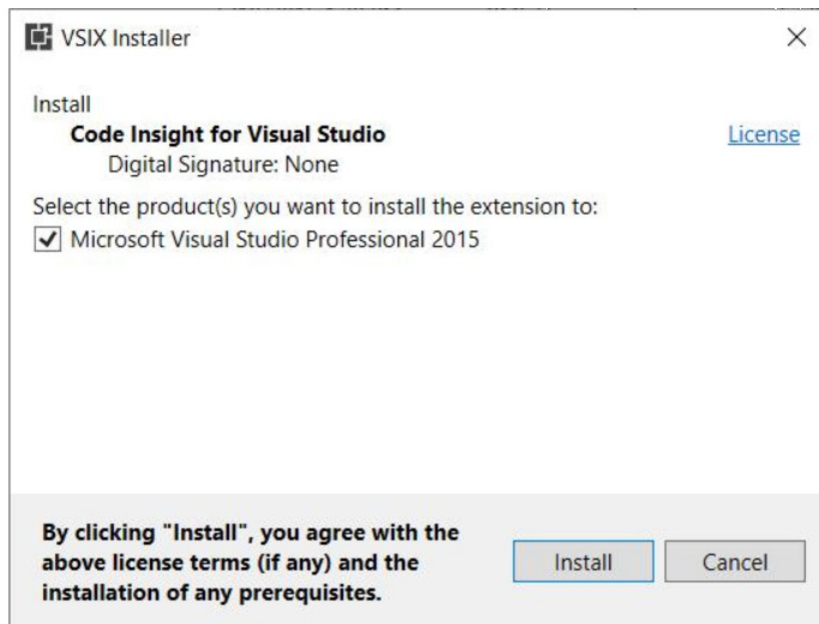 VSIX Installer
Install
Code Insight for Visual Studio
License
Digital Signature: None
Select the product(s) you want to install the extension to:
Microsoft Visual Studio Professional 2015
By clicking "Install", you agree with the
above license terms (if any) and the
installation of any prerequisites.
Install
Cancel